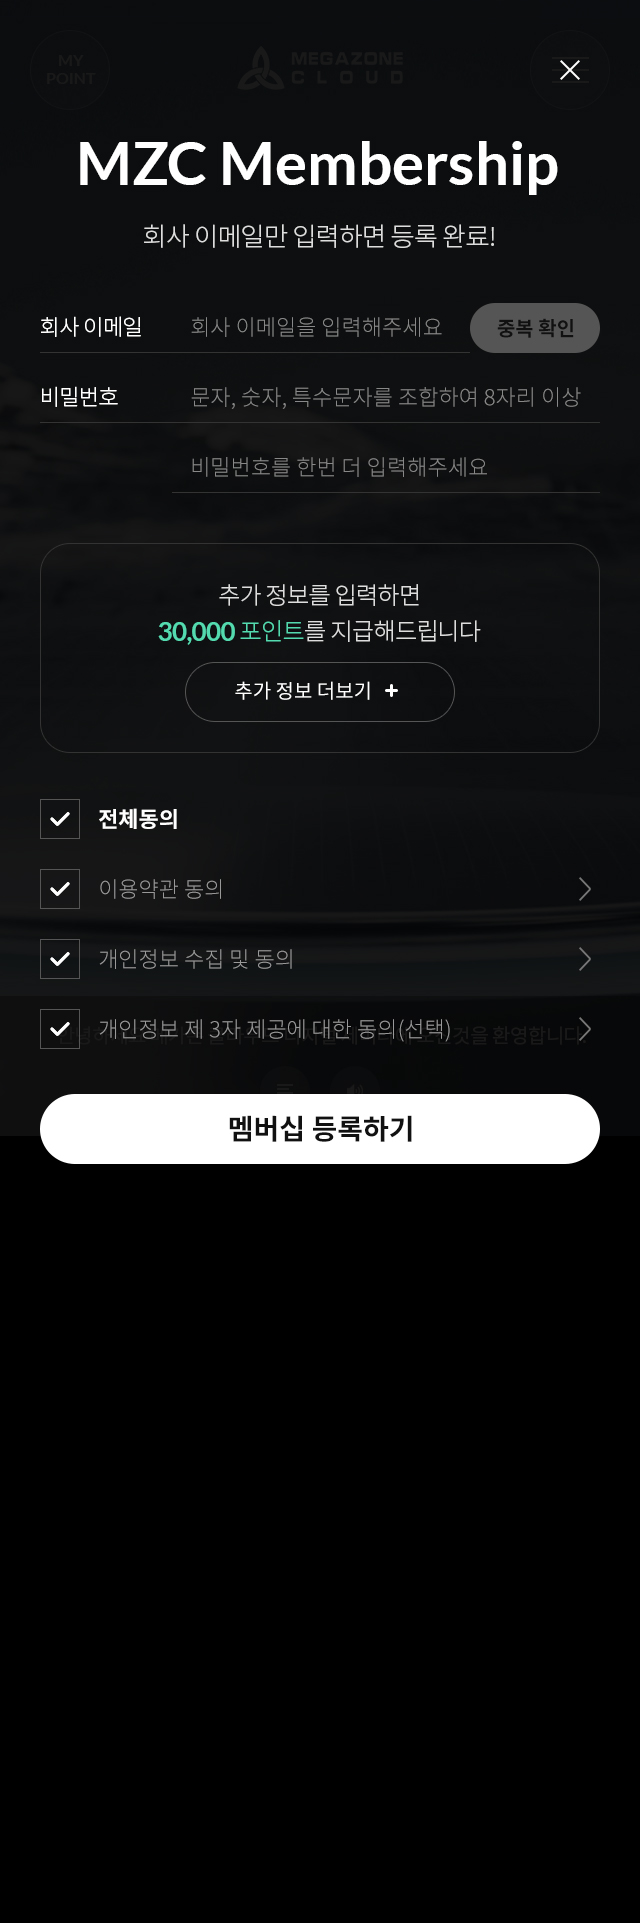 MY
POINT
MEGAZONE
CLOUD
MZC Membership
회사 이메일만 입력하면 등록 완료!
회사 이메일 회사 이메일을 입력해주세요 중복 확인
비밀번호 문자, 숫자, 특수문자를 조합하여 8자리 이상
비밀번호를 한번 더 입력해주세요
추가 정보를 입력하면
30,000 포인트를 지급해드립니다
추가 정보 더보기 +
전체동의
이용약관 동의
개인정보 수집 및 동의
개인정보 제 3자 제공에 대한 동의(선택)
것을 환영합니다.
멤버십 등록하기